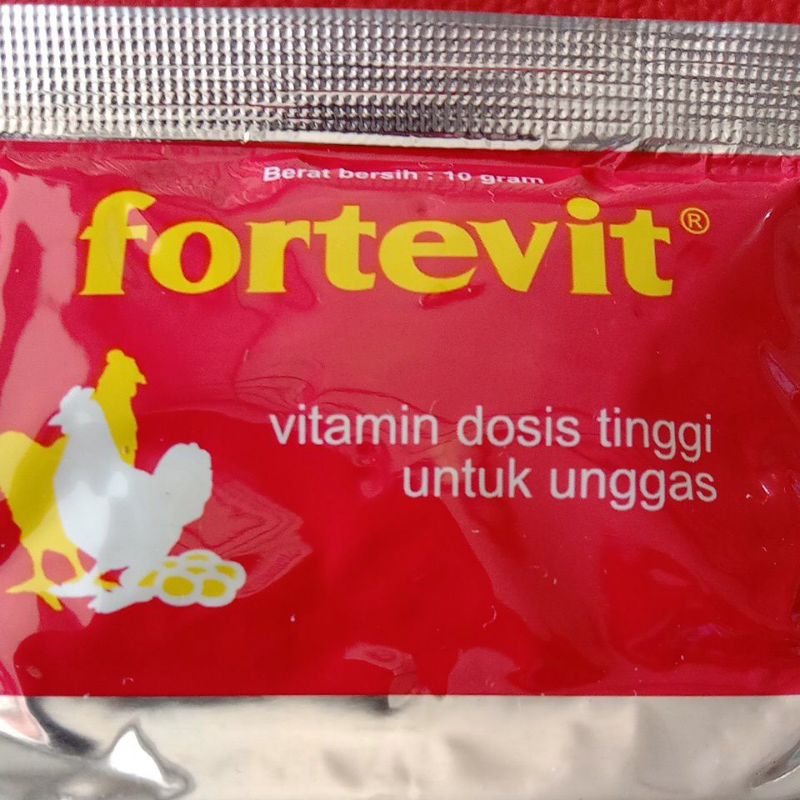 Berat bersih : 10 gram
fortevit®
vitamin dosis tinggi
untuk unggas